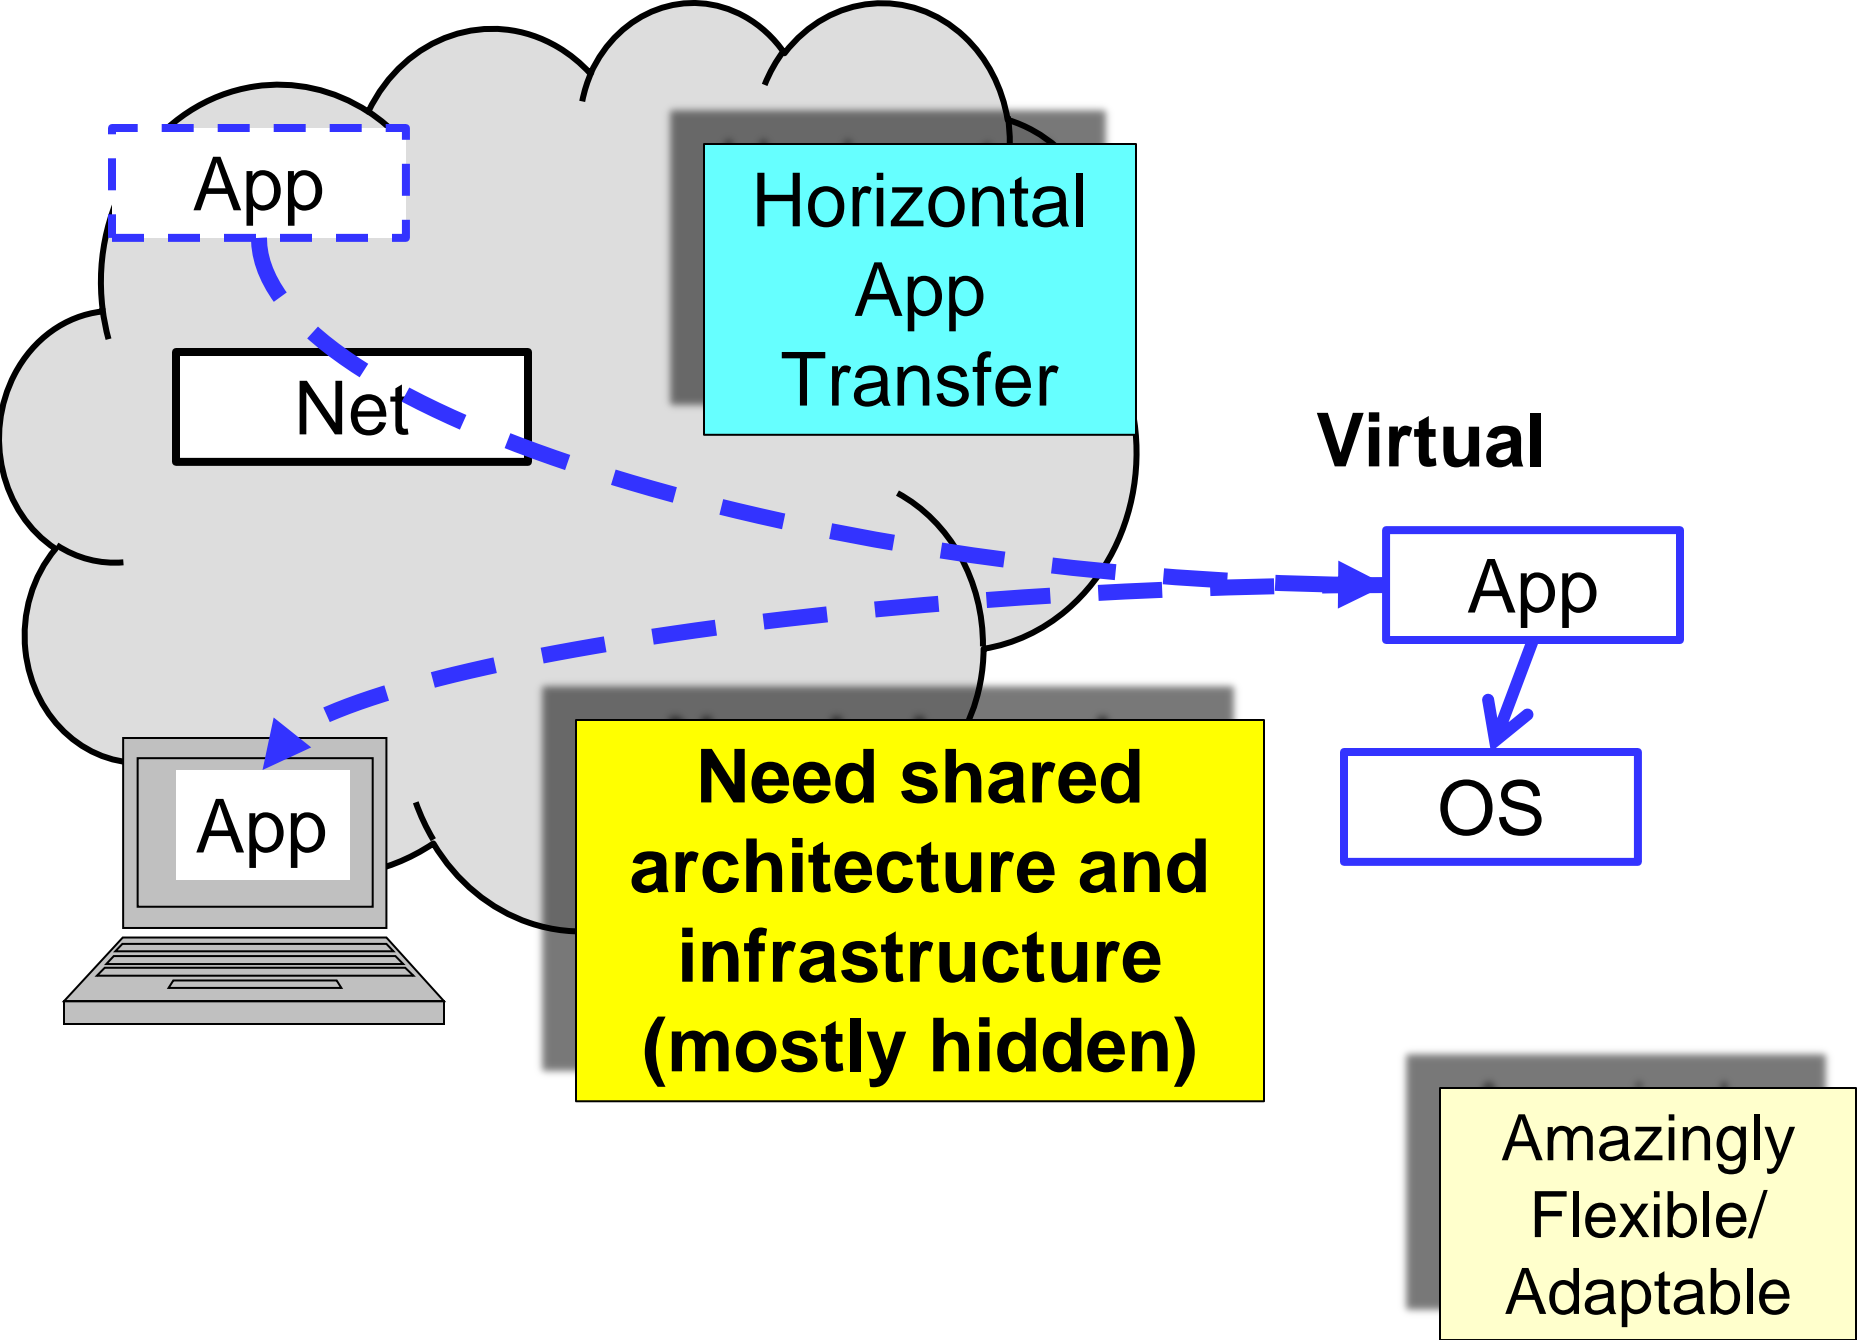 App
Horizontal
App
Transfer
Net
Virtual
App
App
OS
Need shared
architecture and
infrastructure
(mostly hidden)
Amazingly
Flexible/
Adaptable